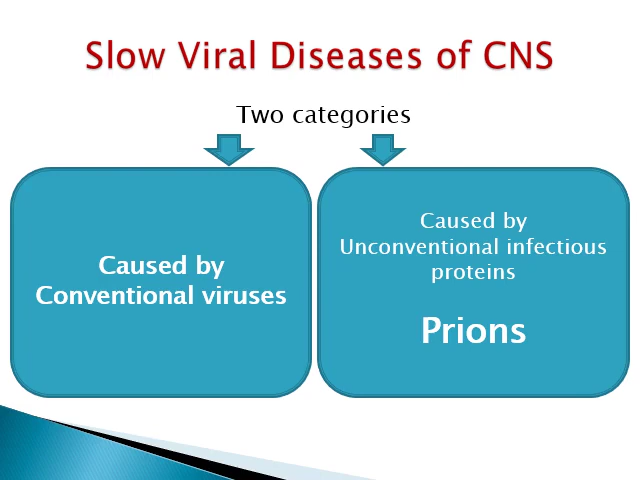 Slow Viral Diseases of CNS
Two categories
Caused by
Conventional viruses
Caused by
Unconventional infectious
proteins
Prions